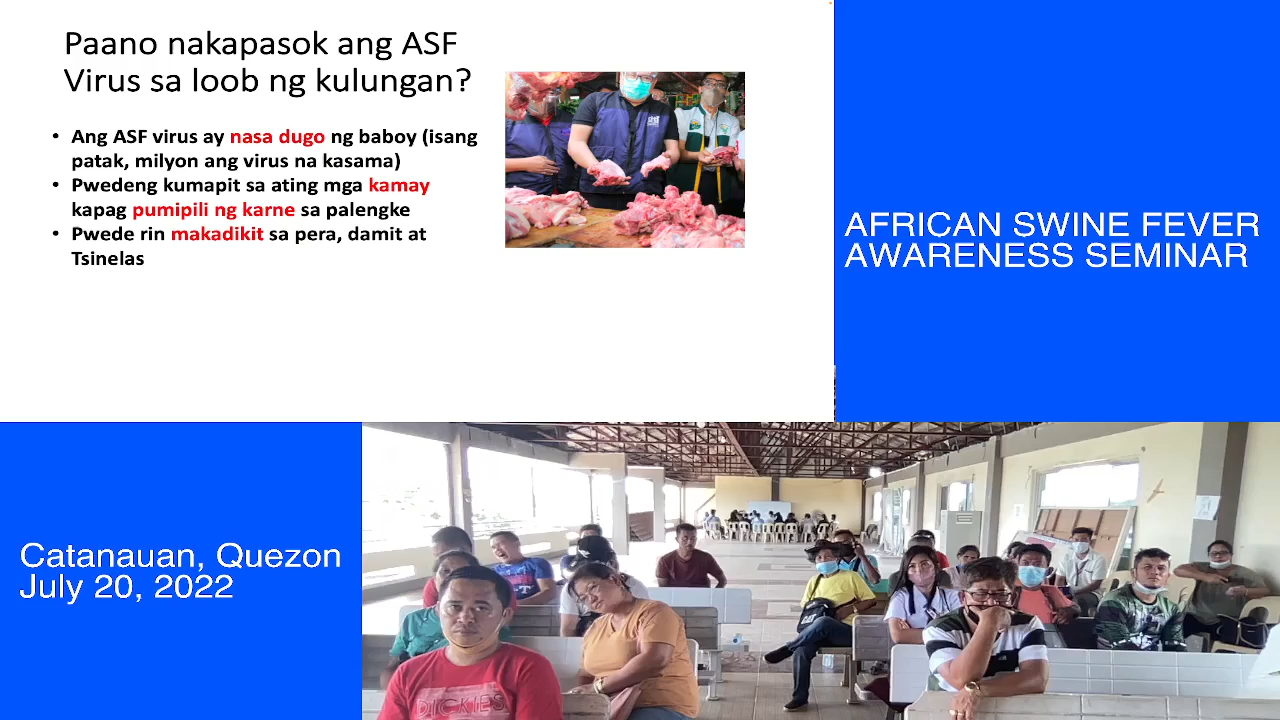 Paano nakapasok ang ASF
Virus sa loob ng kulungan?
• Ang ASF virus ay nasa dugo ng baboy (isang
patak, milyon ang virus na kasama)
• Pwedeng kumapit sa ating mga kamay
kapag pumipili ng karne sa palengke
• Pwede rin makadikit sa pera, damit at
Tsinelas
AFRICAN SWINE FEVER
AWARENESS SEMINAR
Catanauan, Quezon
July 20, 2022
DICKIES